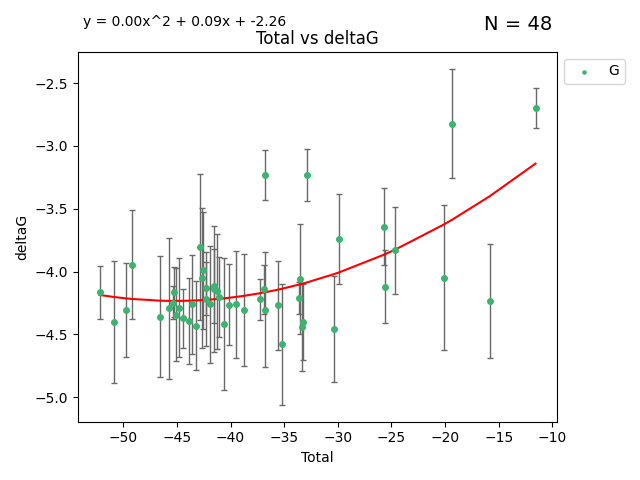 y = 0.00x^2 + 0.09x + -2.26
N = 48
Total vs deltaG
G
deltaG
−2.5
−3.0
−3.5
−4.0
−4.5
−5.0
−50 −45 −40 −35 −30 −25 −20 −15 −10
Total